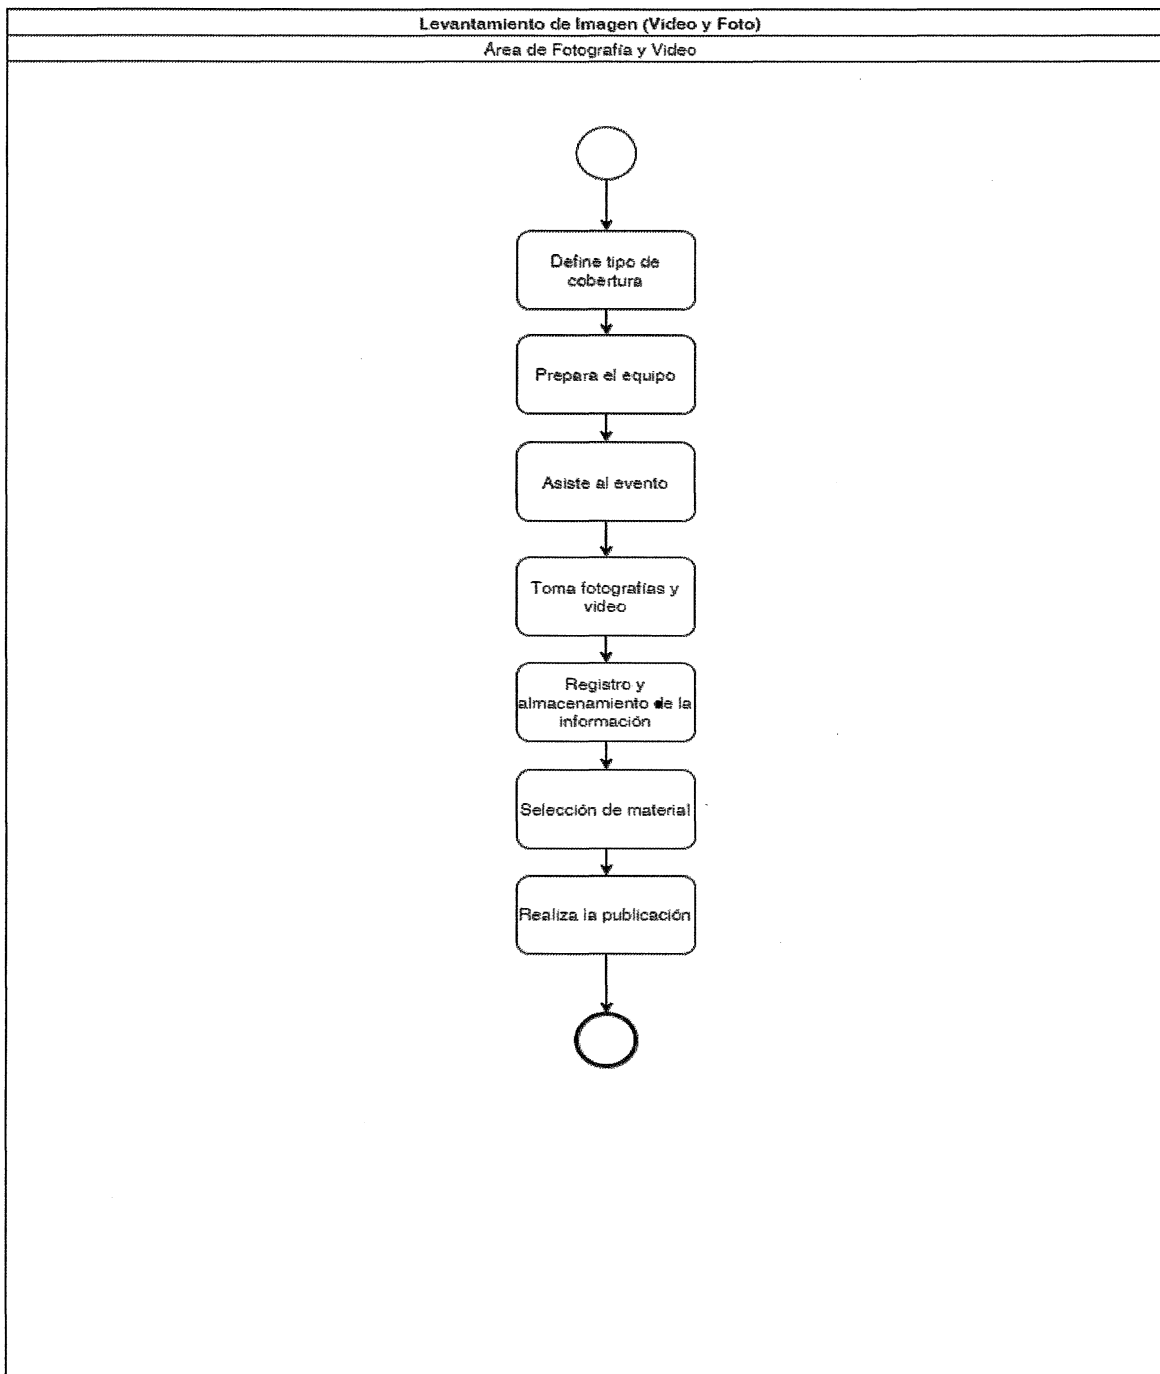 Levantamiento de Imagen (Video y Foto)
Área de Fotografía y Video
Define tipo de
cobertura
Prepara el equipo
Asiste al evento
Toma fotografías y
video
Registro y
almacenamiento de la
información
Selección de material
Realiza la publicación